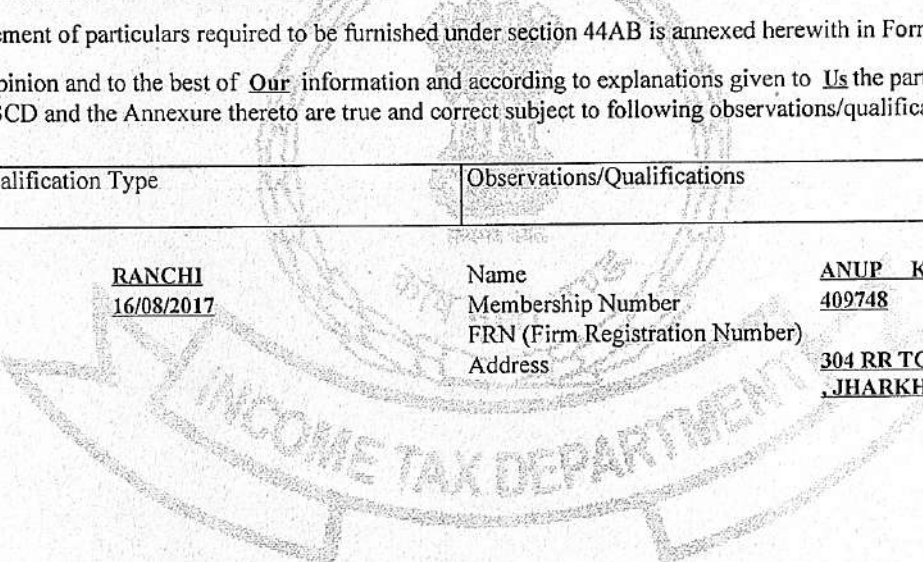 ement of particulars required to be furnished under section 44AB is annexed herewith in Forn
pinion and to the best of Our information and according to explanations given to Us the part
CD and the Annexure thereto are true and correct subject to following observations/qualifica
alification Type Observations/Qualifications
RANCHI Name ANUP K
16/08/2017 Membership Number 409748
FRN (Firm Registration Number)
Address 304 RR TO
, JHARKH
INCOME TAX DEPARTMENT